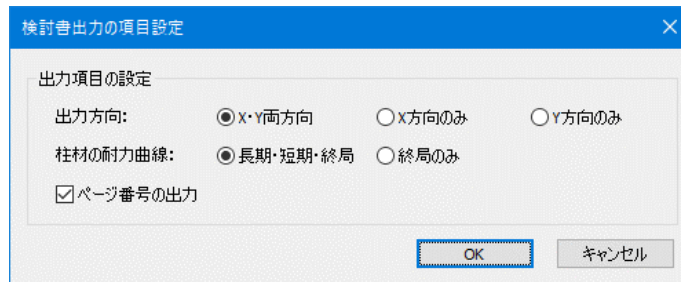 検討書出力の項目設定
出力項目の設定
出力方向: X・Y両方向 X方向のみ Y方向のみ
柱材の耐力曲線: 長期・短期・終局 終局のみ
ページ番号の出力
OK キャンセル